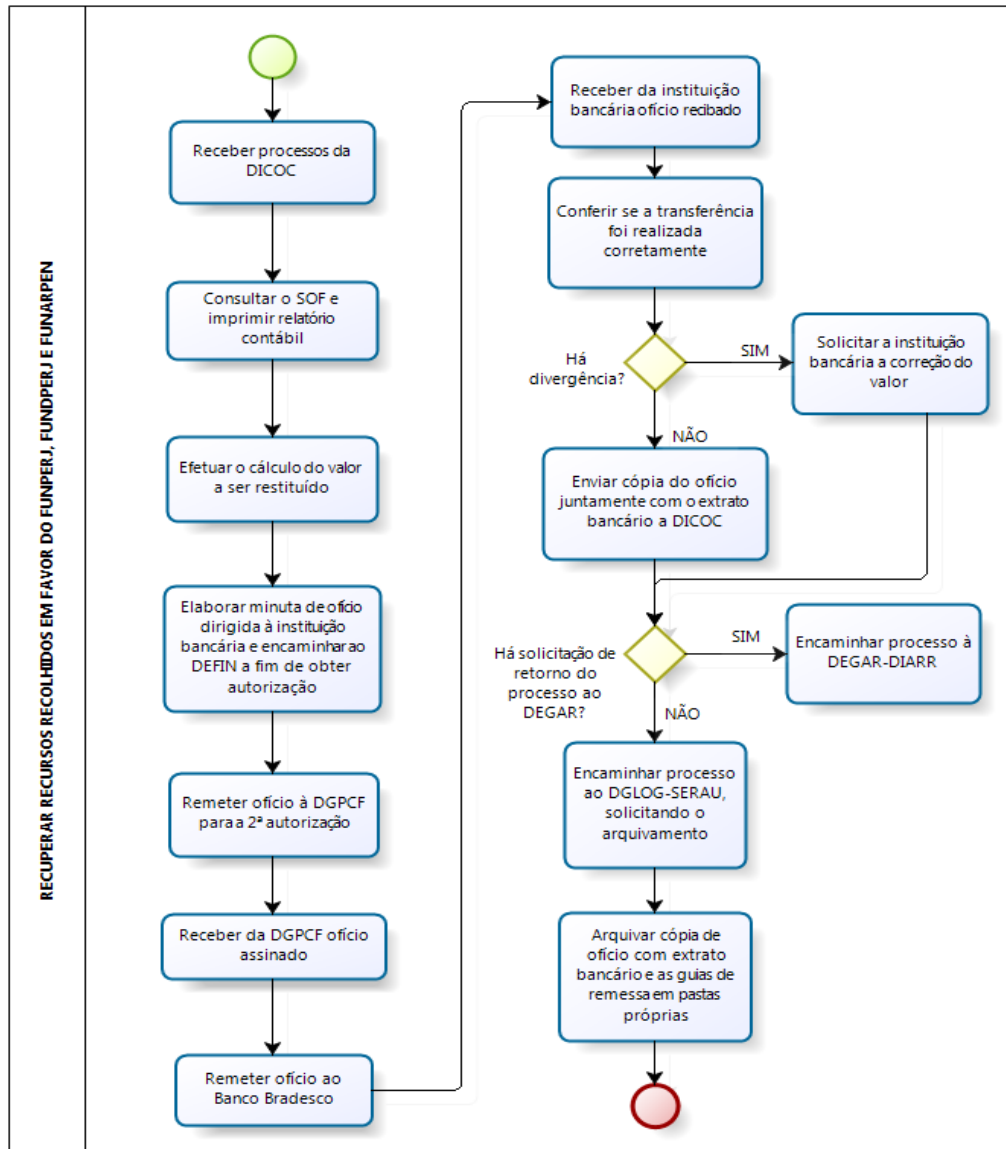 RECUPERAR RECURSOS RECOLHIDOS EM FAVOR DO FUNPERJ, FUNDPERJ E FUNARPEN
Receber processos da
DICOC
Consultar o SOF e
imprimir relatório
contábil
Efetuar o cálculo do valor
a ser restituído
Elaborar minuta de ofício
dirigida à instituição
bancária e encaminhar ao
DEFIN a fim de obter
autorização
Remeter ofício à DGPCF
para a 2ª autorização
Receber da DGPCF ofício
assinado
Remeter ofício ao
Banco Bradesco
Receber da instituição
bancária ofício recibado
Conferir se a transferência
foi realizada
corretamente
Há
divergência?
SIM
Solicitar a instituição
bancária a correção do
valor
NÃO
Enviar cópia do ofício
juntamente com o extrato
bancário a DICOC
Há solicitação de
retorno do
processo ao
DEGAR?
SIM
Encaminhar processo à
DEGAR-DIARR
NÃO
Encaminhar processo
ao DGLOG-SERAU,
solicitando o
arquivamento
Arquivar cópia de
ofício com extrato
bancário e as guias de
remessa em pastas
próprias